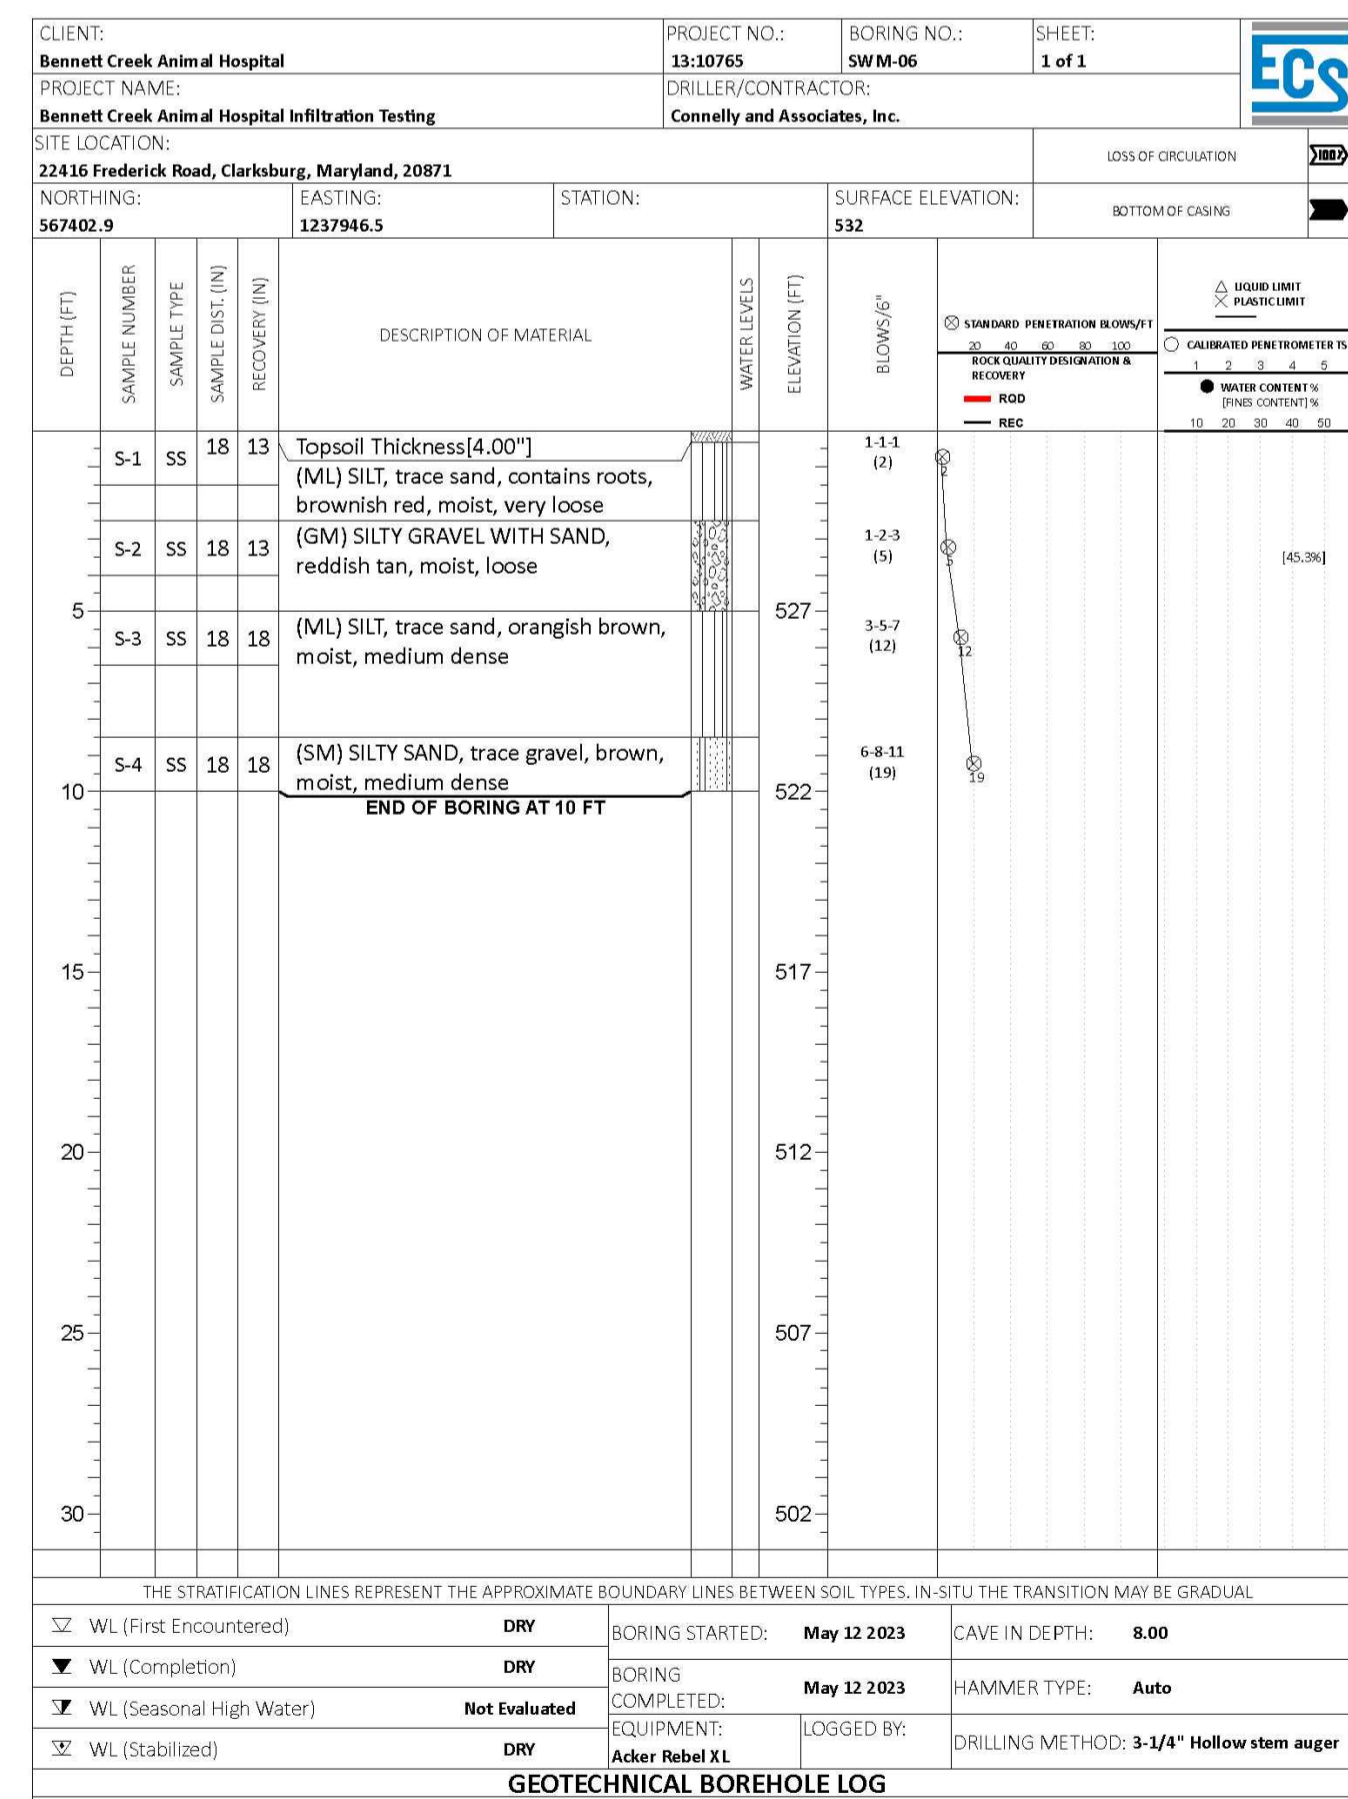 CLIENT:
Bennett Creek Animal Hospital
PROJECT NO.:
13:10765
BORING NO.:
SWM-06
SHEET:
1 of 1
ECS
PROJECT NAME:
Bennett Creek Animal Hospital Infiltration Testing
DRILLER/CONTRACTOR:
Connelly and Associates, Inc.
SITE LOCATION:
22416 Frederick Road, Clarksburg, Maryland, 20871
LOSS OF CIRCULATION
NORTHING:
567402.9
EASTING:
1237946.5
STATION:
SURFACE ELEVATION:
532
BOTTOM OF CASING
DEPTH (FT)
SAMPLE NUMBER
SAMPLE TYPE
SAMPLE DIST. (IN)
RECOVERY (IN)
DESCRIPTION OF MATERIAL
WATER LEVELS
ELEVATION (FT)
BLOWS/6"
STANDARD PENETRATION BLOWS/FT
20 40 60 80 100
ROCK QUALITY DESIGNATION &
RECOVERY
RQD
REC
LIQUID LIMIT
PLASTIC LIMIT
CALIBRATED PENETROMETER TS
1 2 3 4 5
WATER CONTENT %
[FINES CONTENT] %
10 20 30 40 50
S-1 SS 18 13
Topsoil Thickness[4.00"]
(ML) SILT, trace sand, contains roots,
brownish red, moist, very loose
1-1-1
(2)
2
S-2 SS 18 13
(GM) SILTY GRAVEL WITH SAND,
reddish tan, moist, loose
1-2-3
(5)
5
[45.3%]
5
527
S-3 SS 18 18
(ML) SILT, trace sand, orangish brown,
moist, medium dense
3-5-7
(12)
12
S-4 SS 18 18
(SM) SILTY SAND, trace gravel, brown,
moist, medium dense
6-8-11
(19)
19
10
522
END OF BORING AT 10 FT
15
517
20
512
25
507
30
502
THE STRATIFICATION LINES REPRESENT THE APPROXIMATE BOUNDARY LINES BETWEEN SOIL TYPES. IN-SITU THE TRANSITION MAY BE GRADUAL
WL (First Encountered) DRY
WL (Completion) DRY
WL (Seasonal High Water) Not Evaluated
WL (Stabilized) DRY
BORING STARTED: May 12 2023
BORING
COMPLETED: May 12 2023
EQUIPMENT:
Acker Rebel XL
LOGGED BY:
CAVE IN DEPTH: 8.00
HAMMER TYPE: Auto
DRILLING METHOD: 3-1/4" Hollow stem auger
GEOTECHNICAL BOREHOLE LOG